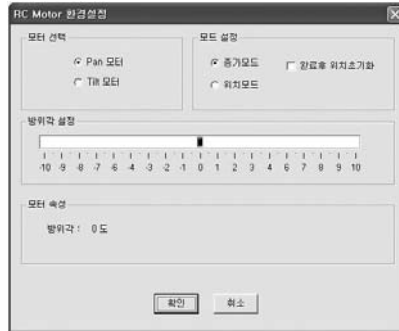 RC Motor 환경설정
모터 선택
Pan 모터
Tilt 모터
모드 설정
증가모드
완료후 위치초기화
위치모드
방위각 설정
-10 -9 -8 -7 -6 -5 -4 -3 -2 -1 0 1 2 3 4 5 6 7 8 9 10
모터 속성
방위각 : 0 도
확인 취소